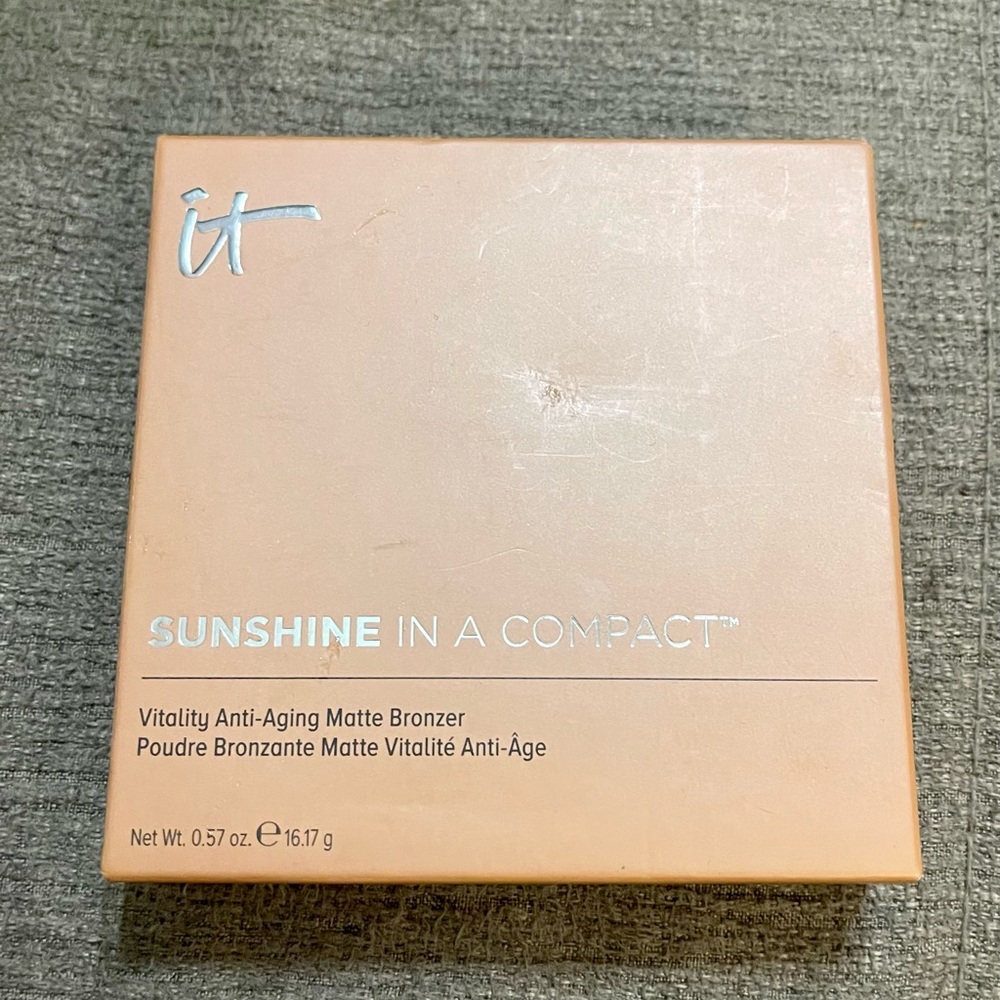 it
SUNSHINE IN A COMPACT™
Vitality Anti-Aging Matte Bronzer
Poudre Bronzante Matte Vitalité Anti-Âge
Net Wt. 0.57 oz. ℮ 16.17 g